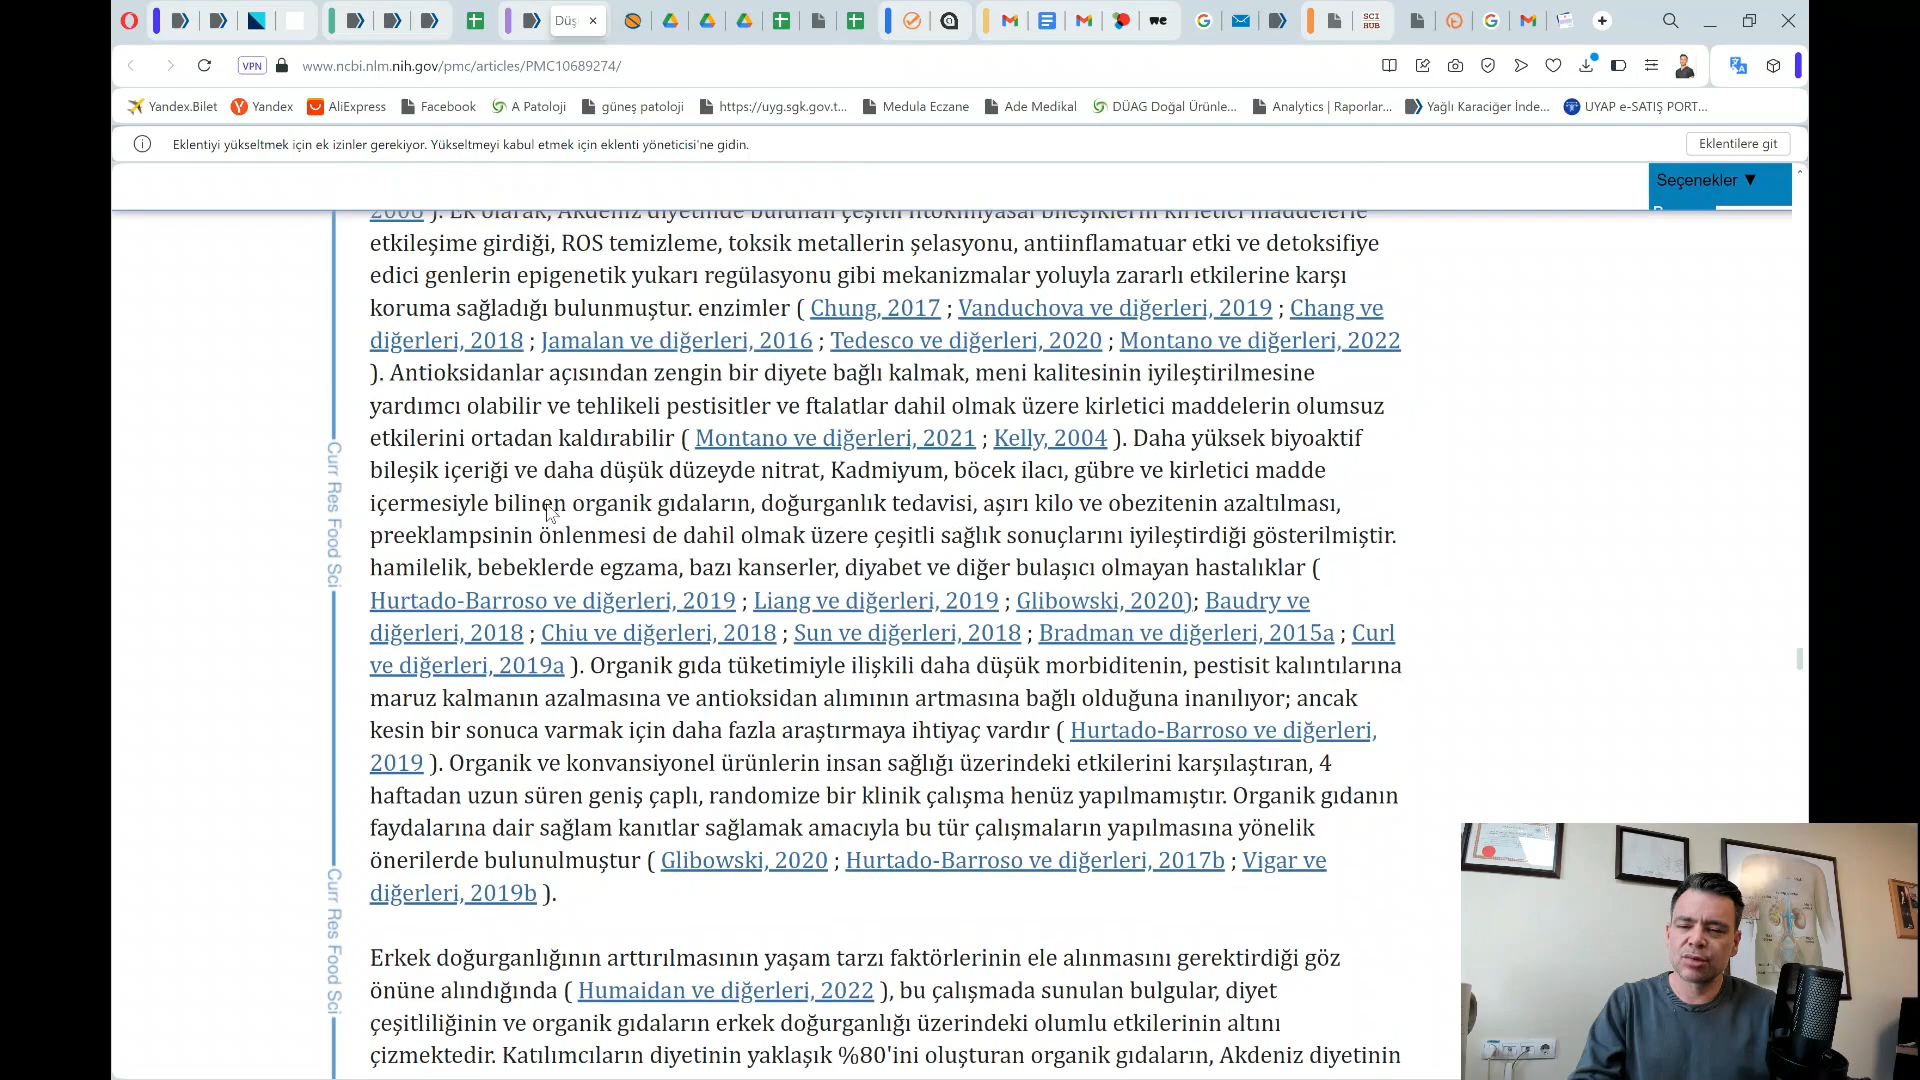 Düş
SCI
HUB
we
VPN
www.ncbi.nlm.nih.gov/pmc/articles/PMC10689274/
Yandex.Bilet
Yandex
AliExpress
Facebook
A Patoloji
güneş patoloji
https://uyg.sgk.gov.t...
Medula Eczane
Ade Medikal
DÜAG Doğal Ürünle...
Analytics | Raporlar...
Yağlı Karaciğer İnde...
UYAP e-SATIŞ PORT...
Eklentiyi yükseltmek için ek izinler gerekiyor. Yükseltmeyi kabul etmek için eklenti yöneticisi'ne gidin.
Eklentilere git
Seçenekler ▼
2008 ). Ek olarak, Akdeniz diyetinde bulunan çeşitli fitokimyasal bileşiklerin kirletici maddelerle
etkileşime girdiği, ROS temizleme, toksik metallerin şelasyonu, antiinflamatuar etki ve detoksifiye
edici genlerin epigenetik yukarı regülasyonu gibi mekanizmalar yoluyla zararlı etkilerine karşı
koruma sağladığı bulunmuştur. enzimler ( Chung, 2017 ; Vanduchova ve diğerleri, 2019 ; Chang ve
diğerleri, 2018 ; Jamalan ve diğerleri, 2016 ; Tedesco ve diğerleri, 2020 ; Montano ve diğerleri, 2022
). Antioksidanlar açısından zengin bir diyete bağlı kalmak, meni kalitesinin iyileştirilmesine
yardımcı olabilir ve tehlikeli pestisitler ve ftalatlar dahil olmak üzere kirletici maddelerin olumsuz
etkilerini ortadan kaldırabilir ( Montano ve diğerleri, 2021 ; Kelly, 2004 ). Daha yüksek biyoaktif
bileşik içeriği ve daha düşük düzeyde nitrat, Kadmiyum, böcek ilacı, gübre ve kirletici madde
içermesiyle bilinen organik gıdaların, doğurganlık tedavisi, aşırı kilo ve obezitenin azaltılması,
preeklampsinin önlenmesi de dahil olmak üzere çeşitli sağlık sonuçlarını iyileştirdiği gösterilmiştir.
hamilelik, bebeklerde egzama, bazı kanserler, diyabet ve diğer bulaşıcı olmayan hastalıklar (
Hurtado-Barroso ve diğerleri, 2019 ; Liang ve diğerleri, 2019 ; Glibowski, 2020); Baudry ve
diğerleri, 2018 ; Chiu ve diğerleri, 2018 ; Sun ve diğerleri, 2018 ; Bradman ve diğerleri, 2015a ; Curl
ve diğerleri, 2019a ). Organik gıda tüketimiyle ilişkili daha düşük morbiditenin, pestisit kalıntılarına
maruz kalmanın azalmasına ve antioksidan alımının artmasına bağlı olduğuna inanılıyor; ancak
kesin bir sonuca varmak için daha fazla araştırmaya ihtiyaç vardır ( Hurtado-Barroso ve diğerleri,
2019 ). Organik ve konvansiyonel ürünlerin insan sağlığı üzerindeki etkilerini karşılaştıran, 4
haftadan uzun süren geniş çaplı, randomize bir klinik çalışma henüz yapılmamıştır. Organik gıdanın
faydalarına dair sağlam kanıtlar sağlamak amacıyla bu tür çalışmaların yapılmasına yönelik
önerilerde bulunulmuştur ( Glibowski, 2020 ; Hurtado-Barroso ve diğerleri, 2017b ; Vigar ve
diğerleri, 2019b ).
Erkek doğurganlığının arttırılmasının yaşam tarzı faktörlerinin ele alınmasını gerektirdiği göz
önüne alındığında ( Humaidan ve diğerleri, 2022 ), bu çalışmada sunulan bulgular, diyet
çeşitliliğinin ve organik gıdaların erkek doğurganlığı üzerindeki olumlu etkilerinin altını
çizmektedir. Katılımcıların diyetinin yaklaşık %80'ini oluşturan organik gıdaların, Akdeniz diyetinin
Curr Res Food Sci
Curr Res Food Sci